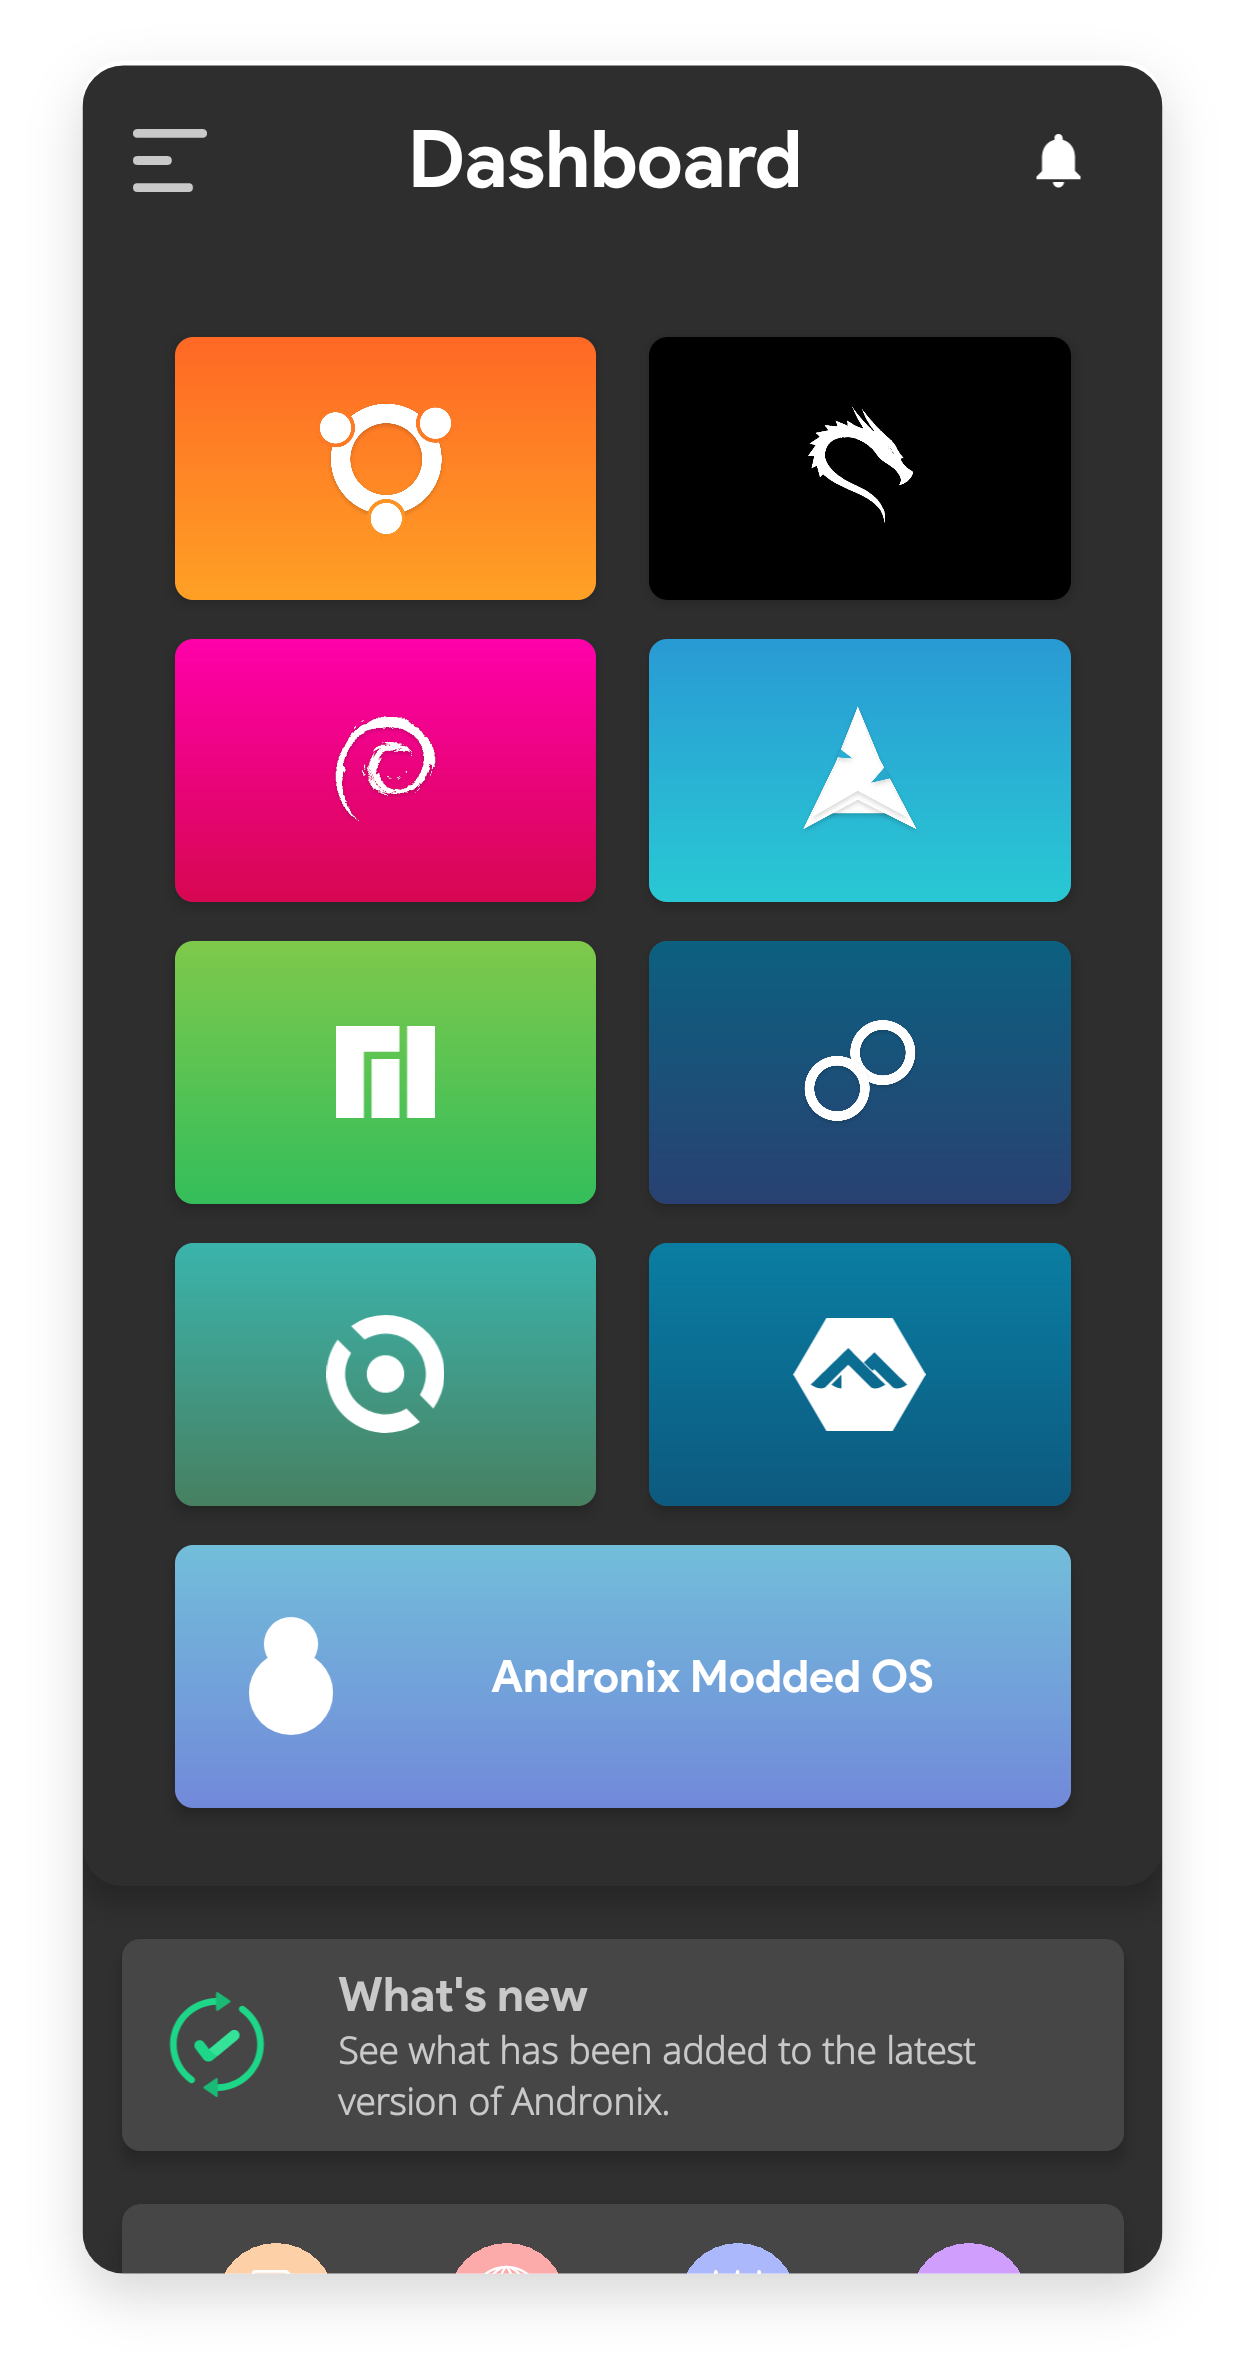 Dashboard
Andronix Modded OS
What's new
See what has been added to the latest
version of Andronix.